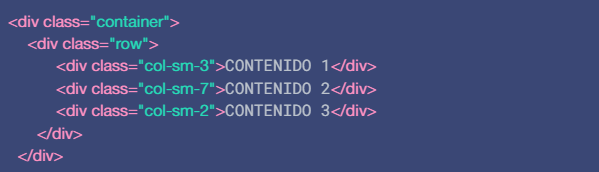 <div class="container">
<div class="row">
<div class="col-sm-3">CONTENIDO 1</div>
<div class="col-sm-7">CONTENIDO 2</div>
<div class="col-sm-2">CONTENIDO 3</div>
</div>
</div>